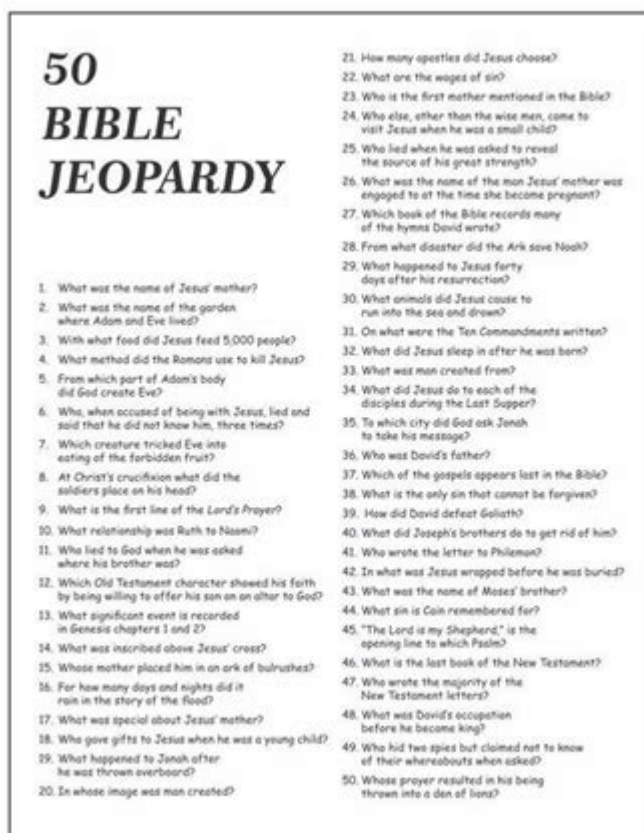 50
BIBLE
JEOPARDY
1. What was the name of Jesus' mother?
2. What was the name of the garden
where Adam and Eve lived?
3. With what food did Jesus feed 5,000 people?
4. What method did the Romans use to kill Jesus?
5. From which part of Adam's body
did God create Eve?
6. Who, when accused of being with Jesus, lied and
said that he did not know him, three times?
7. Which creature tricked Eve into
eating of the forbidden fruit?
8. At Christ's crucifixion what did the
soldiers place on his head?
9. What is the first line of the Lord's Prayer?
10. What relationship was Ruth to Naomi?
11. Who lied to God when he was asked
where his brother was?
12. Which Old Testament character showed his faith
by being willing to offer his son on an altar to God?
13. What significant event is recorded
in Genesis chapters 1 and 2?
14. What was inscribed above Jesus' cross?
15. Whose mother placed him in an ark of bulrushes?
16. For how many days and nights did it
rain in the story of the flood?
17. What was special about Jesus' mother?
18. Who gave gifts to Jesus when he was a young child?
19. What happened to Jonah after
he was thrown overboard?
20. In whose image was man created?
21. How many apostles did Jesus choose?
22. What are the wages of sin?
23. Who is the first mother mentioned in the Bible?
24. Who else, other than the wise men, came to
visit Jesus when he was a small child?
25. Who lied when he was asked to reveal
the source of his great strength?
26. What was the name of the man Jesus' mother was
engaged to at the time she became pregnant?
27. Which book of the Bible records many
of the hymns David wrote?
28. From what disaster did the Ark save Noah?
29. What happened to Jesus forty
days after his resurrection?
30. What animals did Jesus cause to
run into the sea and drown?
31. On what were the Ten Commandments written?
32. What did Jesus sleep in after he was born?
33. What was man created from?
34. What did Jesus do to each of the
disciples during the Last Supper?
35. To which city did God ask Jonah
to take his message?
36. Who was David's father?
37. Which of the gospels appears last in the Bible?
38. What is the only sin that cannot be forgiven?
39. How did David defeat Goliath?
40. What did Joseph's brothers do to get rid of him?
41. Who wrote the letter to Philemon?
42. In what was Jesus wrapped before he was buried?
43. What was the name of Moses' brother?
44. What sin is Cain remembered for?
45. "The Lord is my Shepherd," is the
opening line to which Psalm?
46. What is the last book of the New Testament?
47. Who wrote the majority of the
New Testament letters?
48. What was David's occupation
before he became king?
49. Who hid two spies but claimed not to know
of their whereabouts when asked?
50. Whose prayer resulted in his being
thrown into a den of lions?